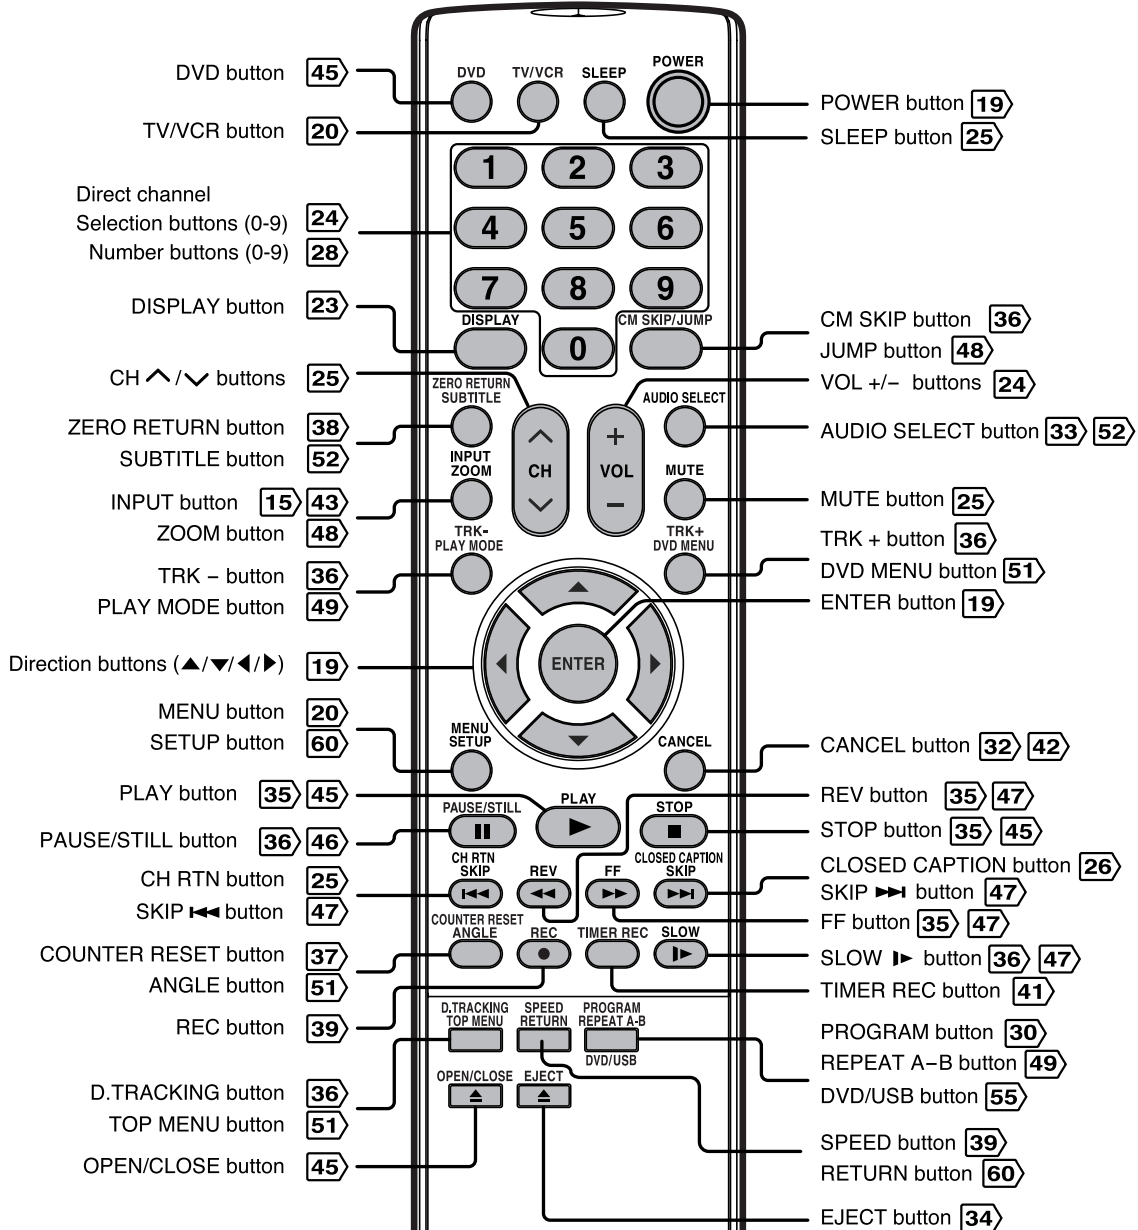 DVD button 45
TV/VCR button 20
Direct channel
Selection buttons (0-9) 24
Number buttons (0-9) 28
DISPLAY button 23
CH ∧/∨ buttons 25
ZERO RETURN button 38
SUBTITLE button 52
INPUT button 15 43
ZOOM button 48
TRK – button 36
PLAY MODE button 49
Direction buttons (▲/▼/◀/▶) 19
MENU button 20
SETUP button 60
PLAY button 35 45
PAUSE/STILL button 36 46
CH RTN button 25
SKIP ⏮ button 47
COUNTER RESET button 37
ANGLE button 51
REC button 39
D.TRACKING button 36
TOP MENU button 51
OPEN/CLOSE button 45
DVD TV/VCR SLEEP POWER
1 2 3
4 5 6
7 8 9
DISPLAY 0 CM SKIP/JUMP
ZERO RETURN
SUBTITLE
AUDIO SELECT
INPUT
ZOOM
CH
+
VOL
–
MUTE
TRK-
PLAY MODE
TRK+
DVD MENU
ENTER
MENU
SETUP
CANCEL
PAUSE/STILL PLAY STOP
CH RTN
SKIP
REV FF
CLOSED CAPTION
SKIP
COUNTER RESET
ANGLE
REC TIMER REC SLOW
D.TRACKING
TOP MENU
SPEED
RETURN
PROGRAM
REPEAT A-B
DVD/USB
OPEN/CLOSE EJECT
POWER button 19
SLEEP button 25
CM SKIP button 36
JUMP button 48
VOL +/– buttons 24
AUDIO SELECT button 33 52
MUTE button 25
TRK + button 36
DVD MENU button 51
ENTER button 19
CANCEL button 32 42
REV button 35 47
STOP button 35 45
CLOSED CAPTION button 26
SKIP ⏭ button 47
FF button 35 47
SLOW I▶ button 36 47
TIMER REC button 41
PROGRAM button 30
REPEAT A–B button 49
DVD/USB button 55
SPEED button 39
RETURN button 60
EJECT button 34